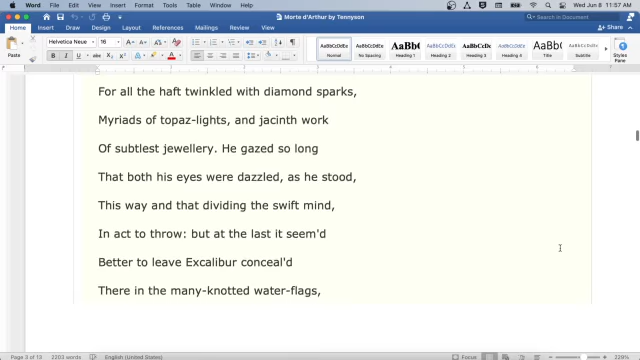 Word File Edit View Insert Format Tools Table Window Help
Wed Jun 8 11:57 AM
Morte d'Arthur by Tennyson
Search in Document
Home Insert Draw Design Layout References Mailings Review View
Share
Paste
Helvetica Neue 16
B I U
AaBbCcDdEe AaBbCcDdEe AaBbC AaBbCcDdE AaBbCcD AaBbCcDdEe AaBb AaBbCcDdEe
Normal No Spacing Heading 1 Heading 2 Heading 3 Heading 4 Title Subtitle
Styles Pane
For all the haft twinkled with diamond sparks,
Myriads of topaz-lights, and jacinth work
Of subtlest jewellery. He gazed so long
That both his eyes were dazzled, as he stood,
This way and that dividing the swift mind,
In act to throw: but at the last it seem'd
Better to leave Excalibur conceal'd
There in the many-knotted water-flags,
Page 3 of 13 2203 words English (United States)
Focus
229%